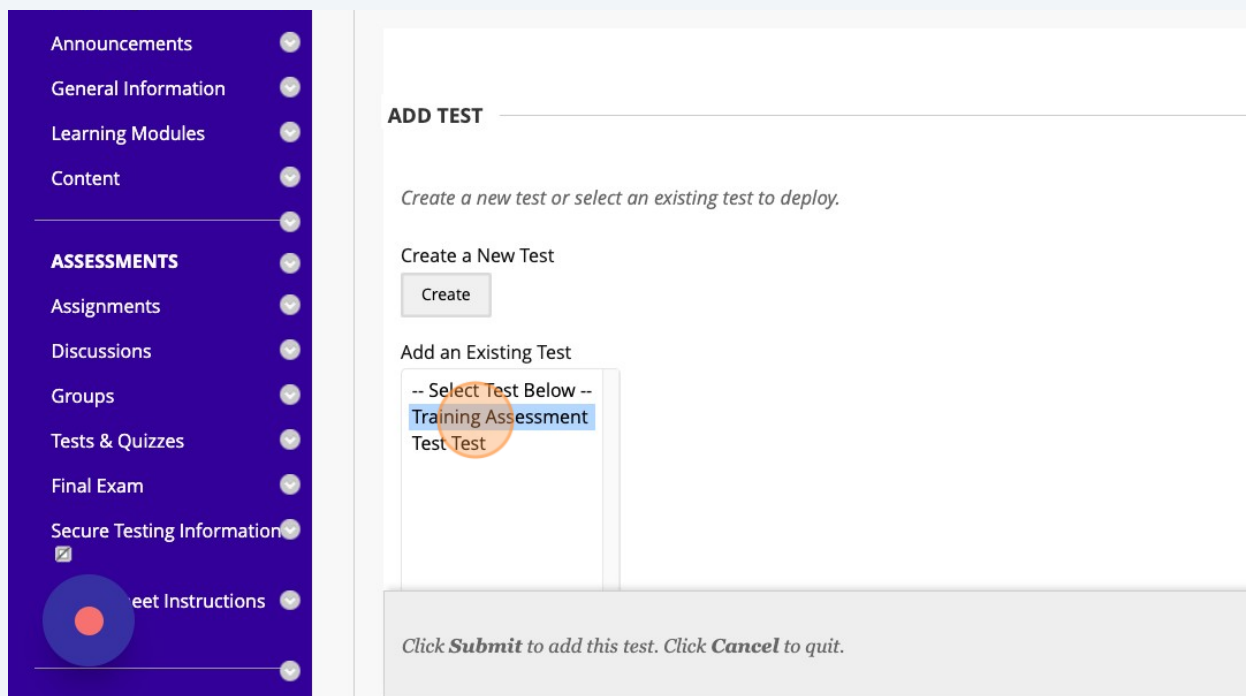 Announcements
General Information
Learning Modules
Content
ASSESSMENTS
Assignments
Discussions
Groups
Tests & Quizzes
Final Exam
Secure Testing Information
Instructions
ADD TEST
Create a new test or select an existing test to deploy.
Create a New Test
Create
Add an Existing Test
-- Select Test Below --
Training Assessment
Test Test
Click Submit to add this test. Click Cancel to quit.